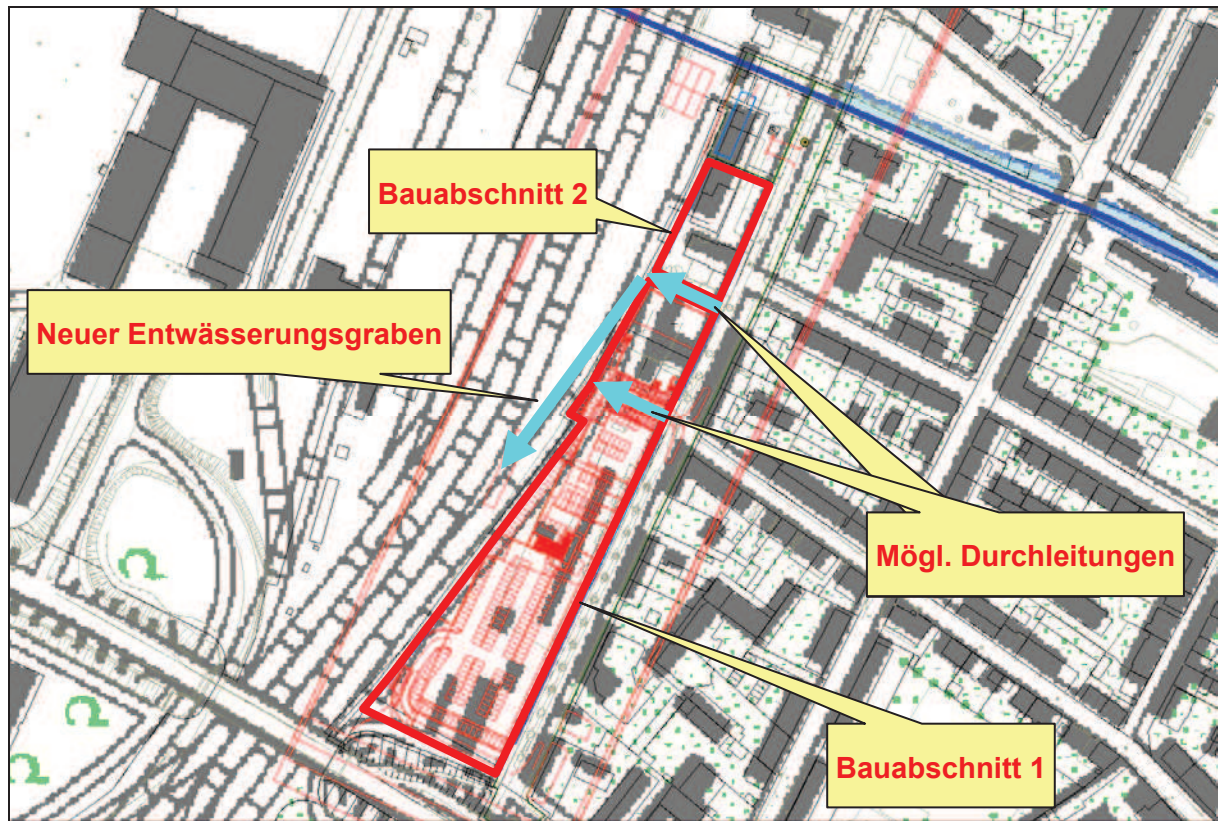 Bauabschnitt 2
Neuer Entwässerungsgraben
Mögl. Durchleitungen
Bauabschnitt 1